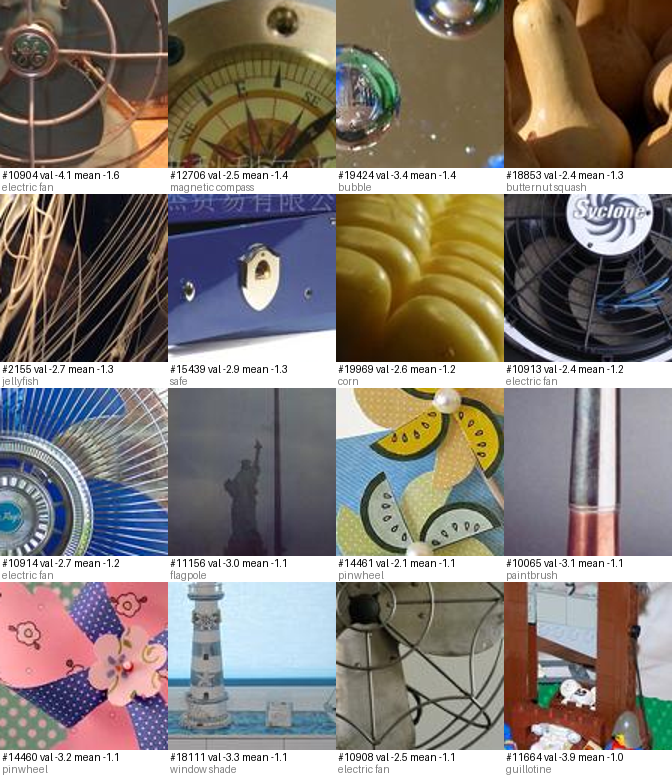 #10904 val -4.1 mean -1.6
electric fan
#12706 val -2.5 mean -1.4
magnetic compass
#19424 val -3.4 mean -1.4
bubble
#18853 val -2.4 mean -1.3
butternut squash
E
SE
NE
贸易有限公
Syclone
#2155 val -2.7 mean -1.3
jellyfish
#15439 val -2.9 mean -1.3
safe
#19969 val -2.6 mean -1.2
corn
#10913 val -2.4 mean -1.2
electric fan
#10914 val -2.7 mean -1.2
electric fan
#11156 val -3.0 mean -1.1
flagpole
#14461 val -2.1 mean -1.1
pinwheel
#10065 val -3.1 mean -1.1
paintbrush
#14460 val -3.2 mean -1.1
pinwheel
#18111 val -3.3 mean -1.1
window shade
#10908 val -2.5 mean -1.1
electric fan
#11664 val -3.9 mean -1.0
guillotine